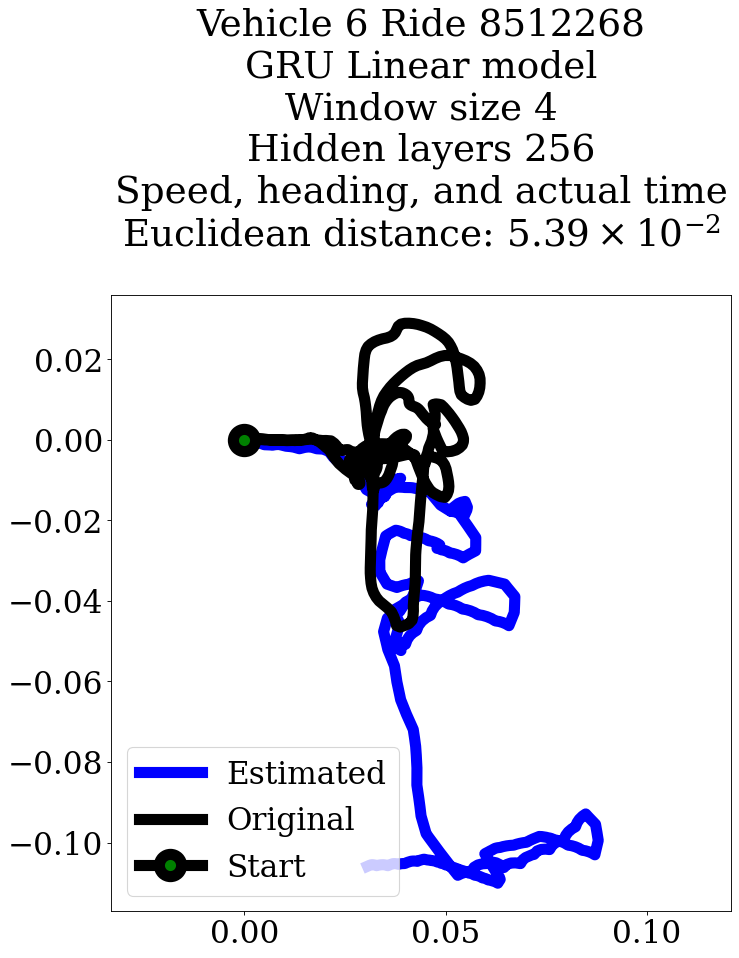 Vehicle 6 Ride 8512268
GRU Linear model
Window size 4
Hidden layers 256
Speed, heading, and actual time
Euclidean distance: 5.39 × 10⁻²
0.02
0.00
−0.02
−0.04
−0.06
−0.08
−0.10
Estimated
Original
Start
0.00 0.05 0.10